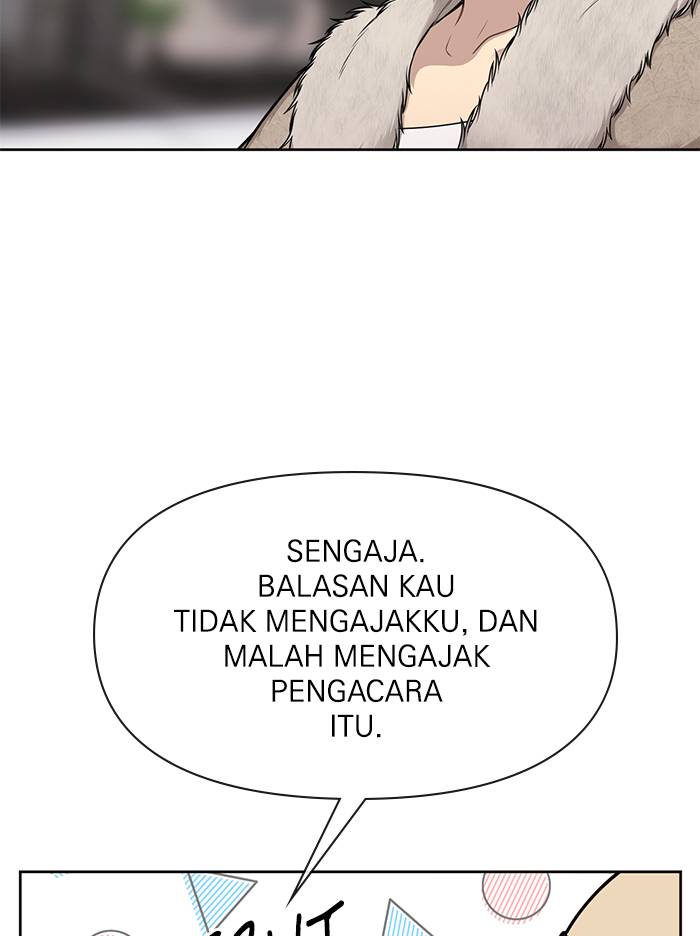 SENGAJA.
BALASAN KAU
TIDAK MENGAJAKKU, DAN
MALAH MENGAJAK
PENGACARA
ITU.